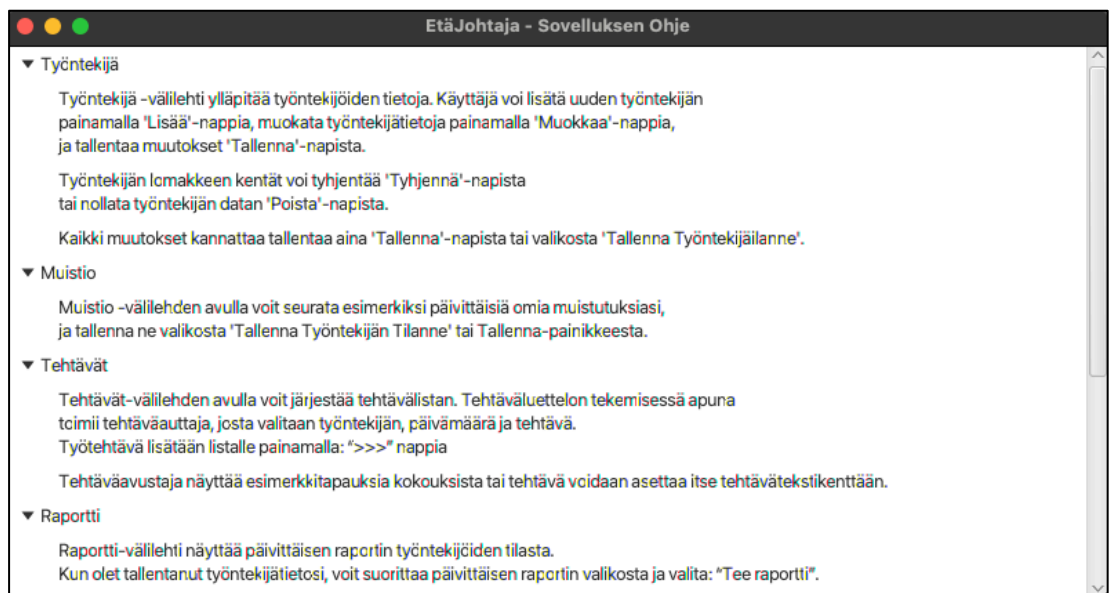 EtäJohtaja - Sovelluksen Ohje
Työntekijä
Työntekijä -välilehti ylläpitää työntekijöiden tietoja. Käyttäjä voi lisätä uuden työntekijän
painamalla 'Lisää'-nappia, muokata työntekijätietoja painamalla 'Muokkaa'-nappia,
ja tallentaa muutokset 'Tallenna'-napista.
Työntekijän lomakkeen kentät voi tyhjentää 'Tyhjennä'-napista
tai nollata työntekijän datan 'Poista'-napista.
Kaikki muutokset kannattaa tallentaa aina 'Tallenna'-napista tai valikosta 'Tallenna Työntekijäilanne'.
Muistio
Muistio -välilehden avulla voit seurata esimerkiksi päivittäisiä omia muistutuksiasi,
ja tallenna ne valikosta 'Tallenna Työntekijän Tilanne' tai Tallenna-painikkeesta.
Tehtävät
Tehtävät-välilehden avulla voit järjestää tehtävälistan. Tehtäväluettelon tekemisessä apuna
toimii tehtäväauttaja, josta valitaan työntekijän, päivämäärä ja tehtävä.
Työtehtävä lisätään listalle painamalla: “>>>” nappia
Tehtäväavustaja näyttää esimerkkitapauksia kokouksista tai tehtävä voidaan asettaa itse tehtävätekstikenttään.
Raportti
Raportti-välilehti näyttää päivittäisen raportin työntekijöiden tilasta.
Kun olet tallentanut työntekijätietosi, voit suorittaa päivittäisen raportin valikosta ja valita: “Tee raportti”.